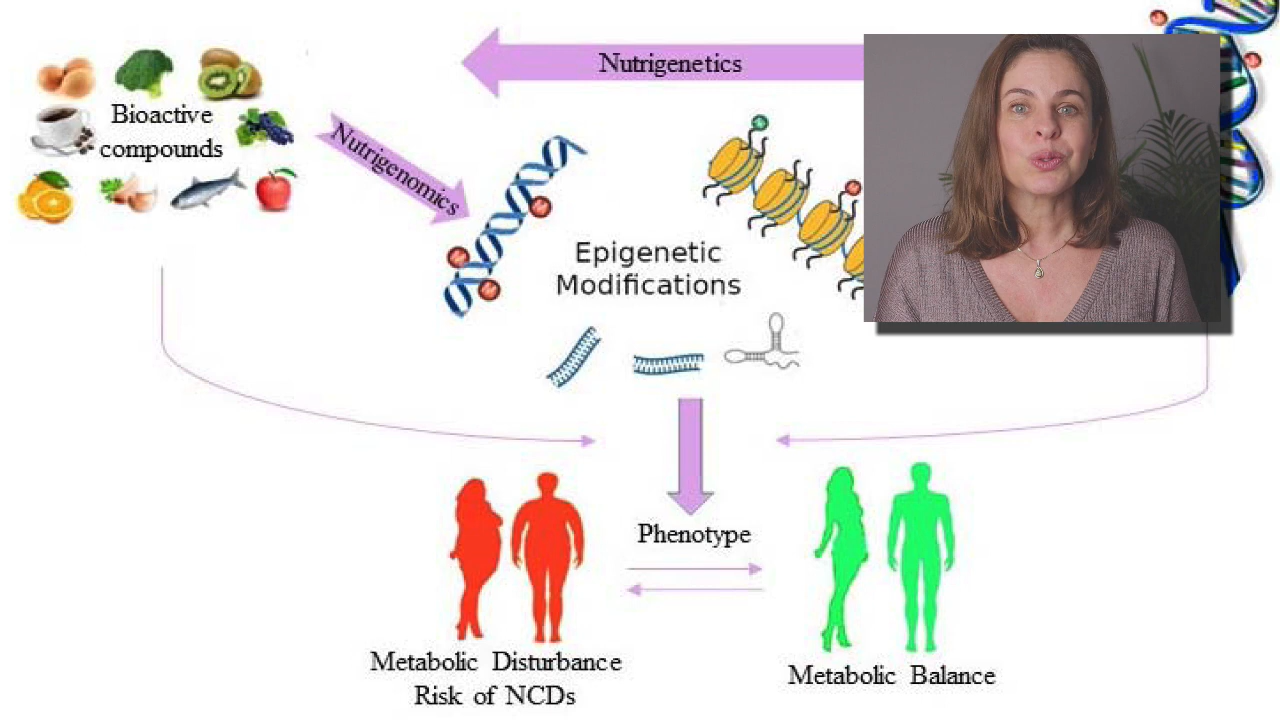 Nutrigenetics
Bioactive
compounds
Nutrigenomics
Epigenetic
Modifications
Phenotype
Metabolic Disturbance
Risk of NCDs
Metabolic Balance